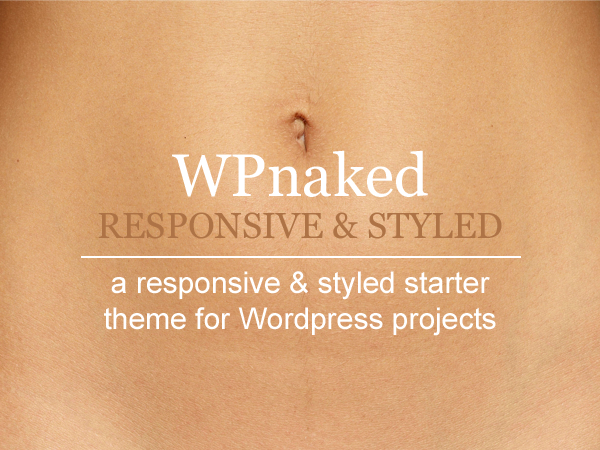 WPnaked
RESPONSIVE & STYLED
a responsive & styled starter
theme for Wordpress projects